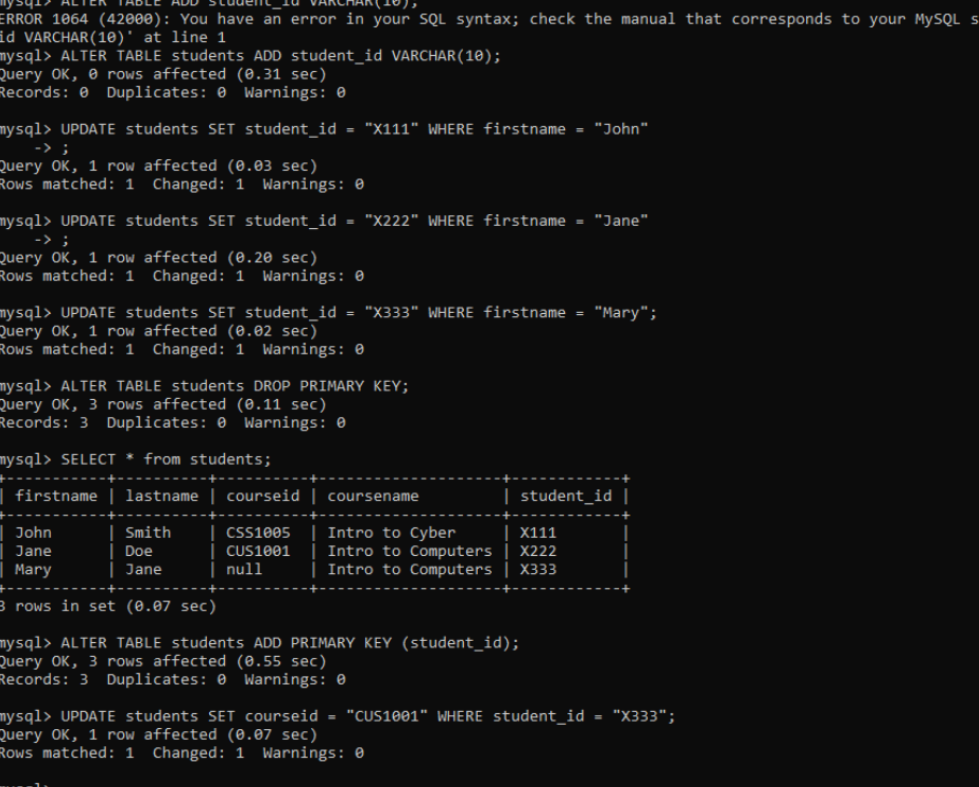 mysql> ALTER TABLE ADD student_id VARCHAR(10);
ERROR 1064 (42000): You have an error in your SQL syntax; check the manual that corresponds to your MySQL s
id VARCHAR(10)' at line 1
mysql> ALTER TABLE students ADD student_id VARCHAR(10);
Query OK, 0 rows affected (0.31 sec)
Records: 0  Duplicates: 0  Warnings: 0
mysql> UPDATE students SET student_id = "X111" WHERE firstname = "John"
    -> ;
Query OK, 1 row affected (0.03 sec)
Rows matched: 1  Changed: 1  Warnings: 0
mysql> UPDATE students SET student_id = "X222" WHERE firstname = "Jane"
    -> ;
Query OK, 1 row affected (0.20 sec)
Rows matched: 1  Changed: 1  Warnings: 0
mysql> UPDATE students SET student_id = "X333" WHERE firstname = "Mary";
Query OK, 1 row affected (0.02 sec)
Rows matched: 1  Changed: 1  Warnings: 0
mysql> ALTER TABLE students DROP PRIMARY KEY;
Query OK, 3 rows affected (0.11 sec)
Records: 3  Duplicates: 0  Warnings: 0
mysql> SELECT * from students;
+-----------+----------+----------+--------------------+------------+
| firstname | lastname | courseid | coursename         | student_id |
+-----------+----------+----------+--------------------+------------+
| John      | Smith    | CSS1005  | Intro to Cyber     | X111       |
| Jane      | Doe      | CUS1001  | Intro to Computers | X222       |
| Mary      | Jane     | null     | Intro to Computers | X333       |
+-----------+----------+----------+--------------------+------------+
3 rows in set (0.07 sec)
mysql> ALTER TABLE students ADD PRIMARY KEY (student_id);
Query OK, 3 rows affected (0.55 sec)
Records: 3  Duplicates: 0  Warnings: 0
mysql> UPDATE students SET courseid = "CUS1001" WHERE student_id = "X333";
Query OK, 1 row affected (0.07 sec)
Rows matched: 1  Changed: 1  Warnings: 0
mysql>